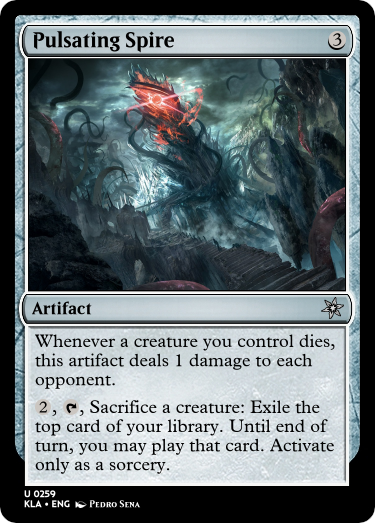 Pulsating Spire 3
Artifact
Whenever a creature you control dies,
this artifact deals 1 damage to each
opponent.
2, , Sacrifice a creature: Exile the
top card of your library. Until end of
turn, you may play that card. Activate
only as a sorcery.
U 0259
KLA • ENG Pedro Sena